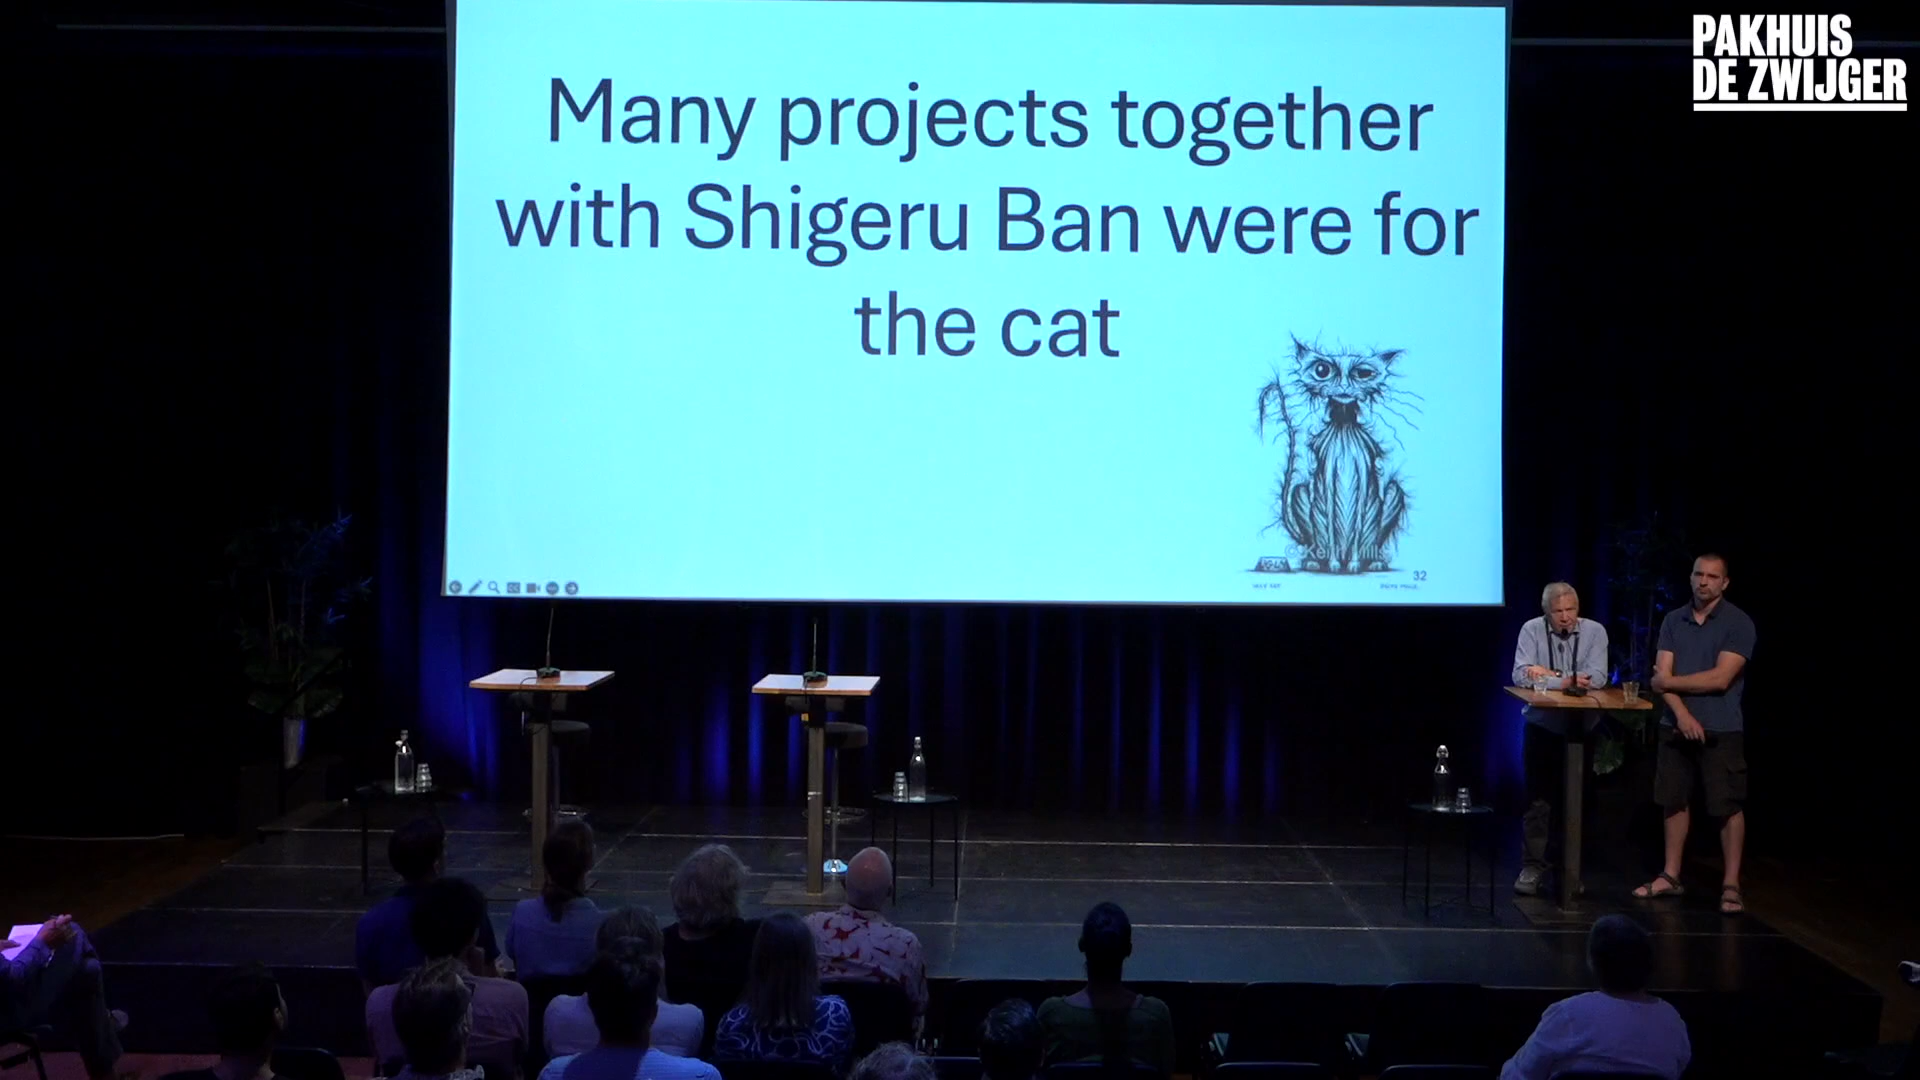 PAKHUIS
DE ZWIJGER
Many projects together
with Shigeru Ban were for
the cat
32